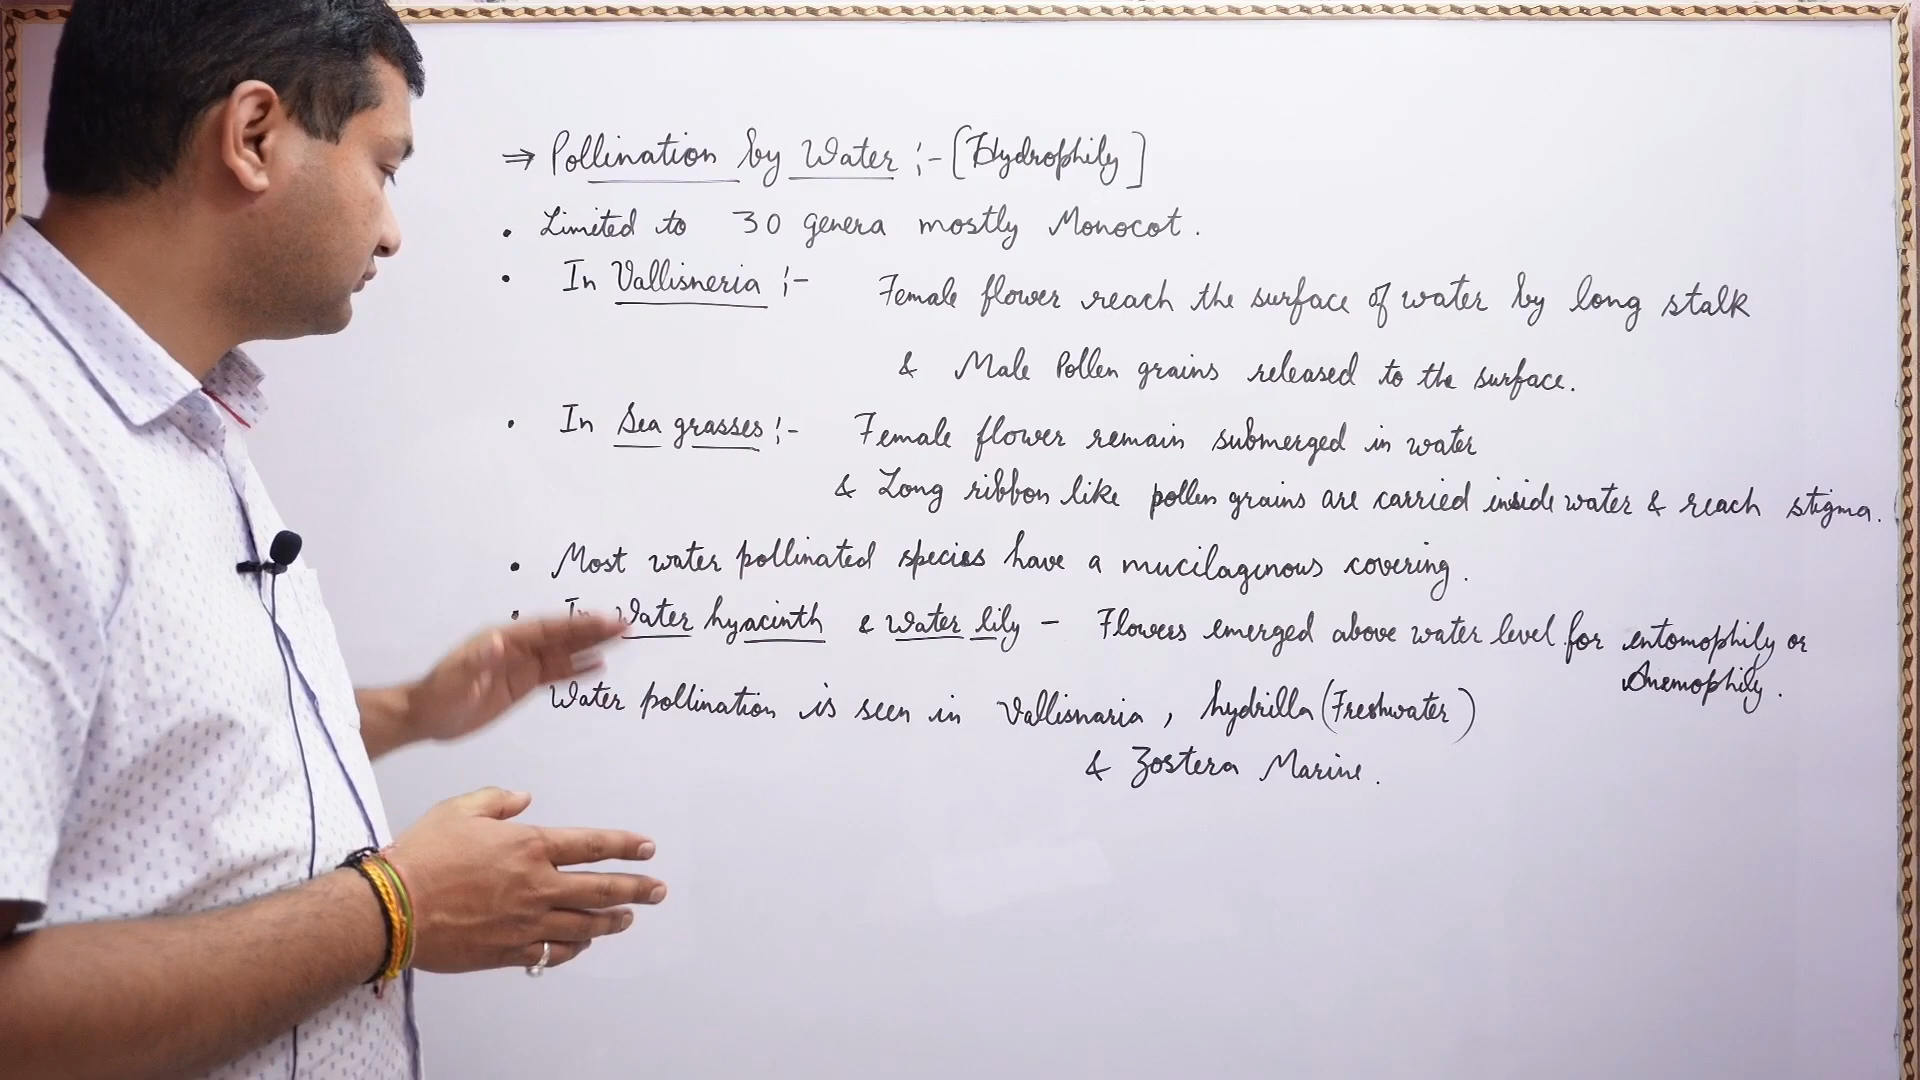 ⇒ Pollination by Water :- [Hydrophily]
• Limited to 30 genera mostly Monocot.
• In Vallisneria :- Female flower reach the surface of water by long stalk
& Male Pollen grains released to the surface.
• In Sea grasses :- Female flower remain submerged in water
& Long ribbon like pollen grains are carried inside water & reach stigma.
• Most water pollinated species have a mucilagenous covering.
• In Water hyacinth & Water lily - Flowers emerged above water level for entomophily or
Anemophily.
Water pollination is seen in Vallisnaria, hydrilla (Freshwater)
& Zostera Marine.